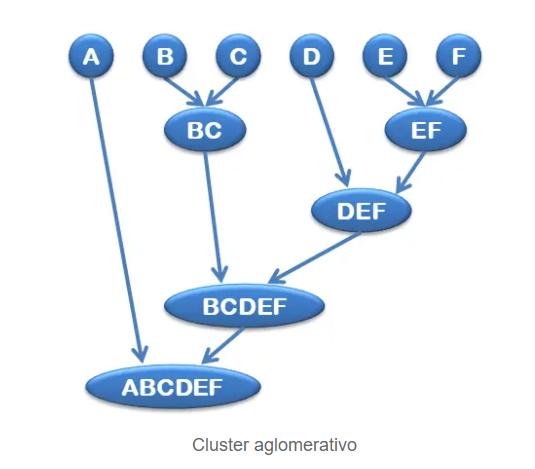 A B C D E F
BC EF
DEF
BCDEF
ABCDEF
Cluster aglomerativo